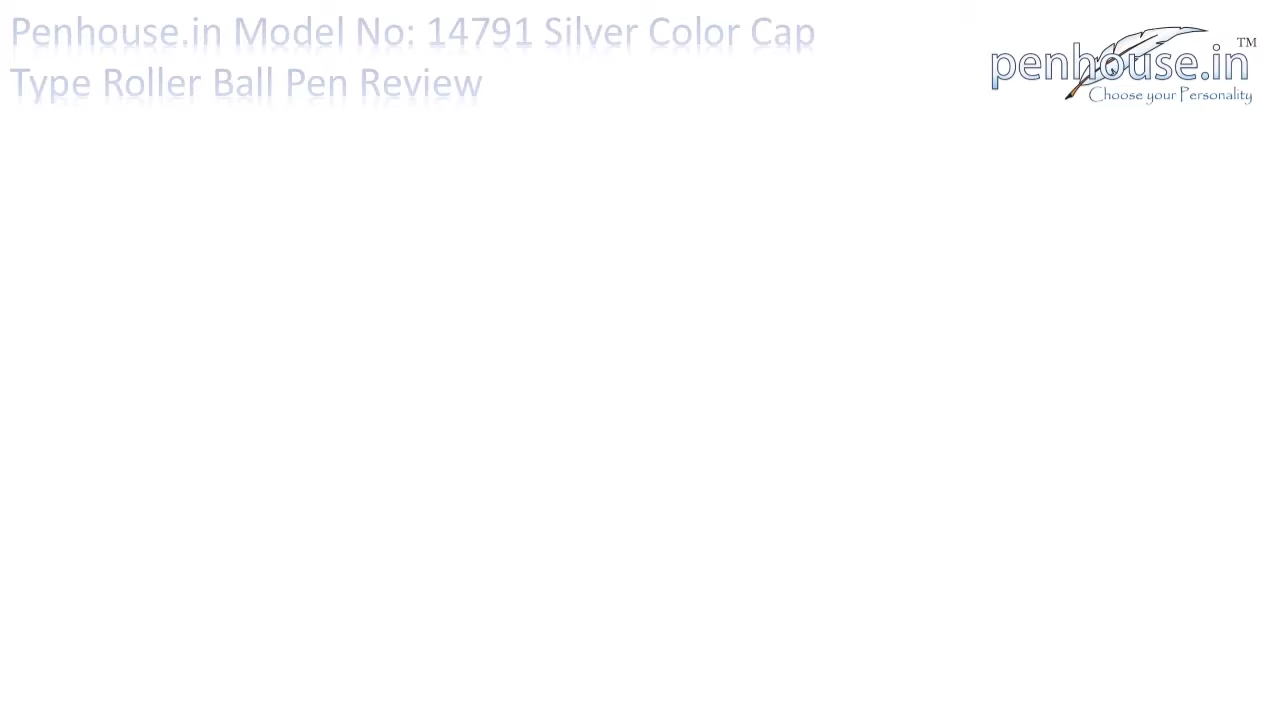 Penhouse.in Model No: 14791 Silver Color Cap
Type Roller Ball Pen Review
penhouse.in™
Choose your Personality